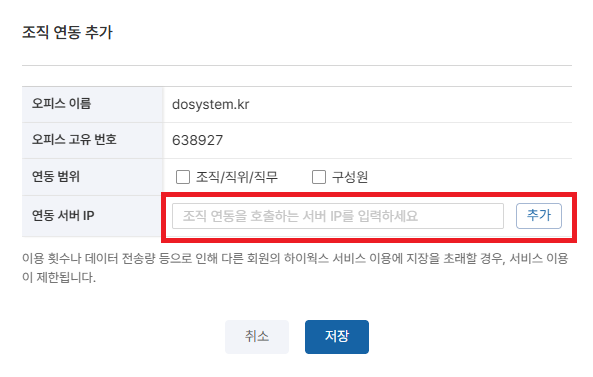 조직 연동 추가
오피스 이름 dosystem.kr
오피스 고유 번호 638927
연동 범위 조직/직위/직무 구성원
연동 서버 IP 조직 연동을 호출하는 서버 IP를 입력하세요 추가
이용 횟수나 데이터 전송량 등으로 인해 다른 회원의 하이웍스 서비스 이용에 지장을 초래할 경우, 서비스 이용
이 제한됩니다.
취소 저장